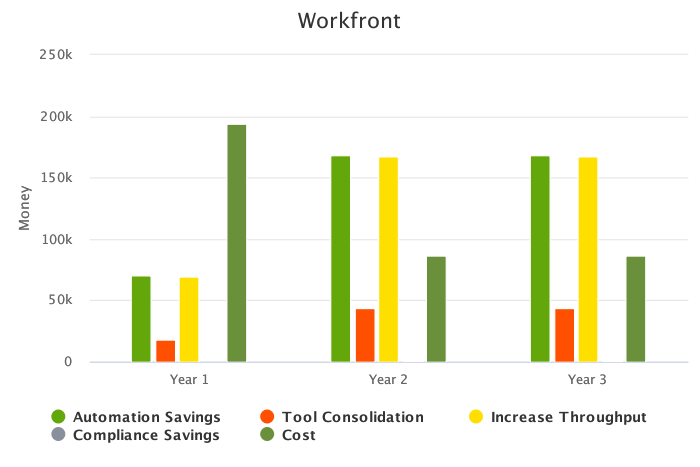 Workfront
250k
200k
150k
100k
50k
0
Money
Year 1 Year 2 Year 3
Automation Savings Tool Consolidation Increase Throughput
Compliance Savings Cost